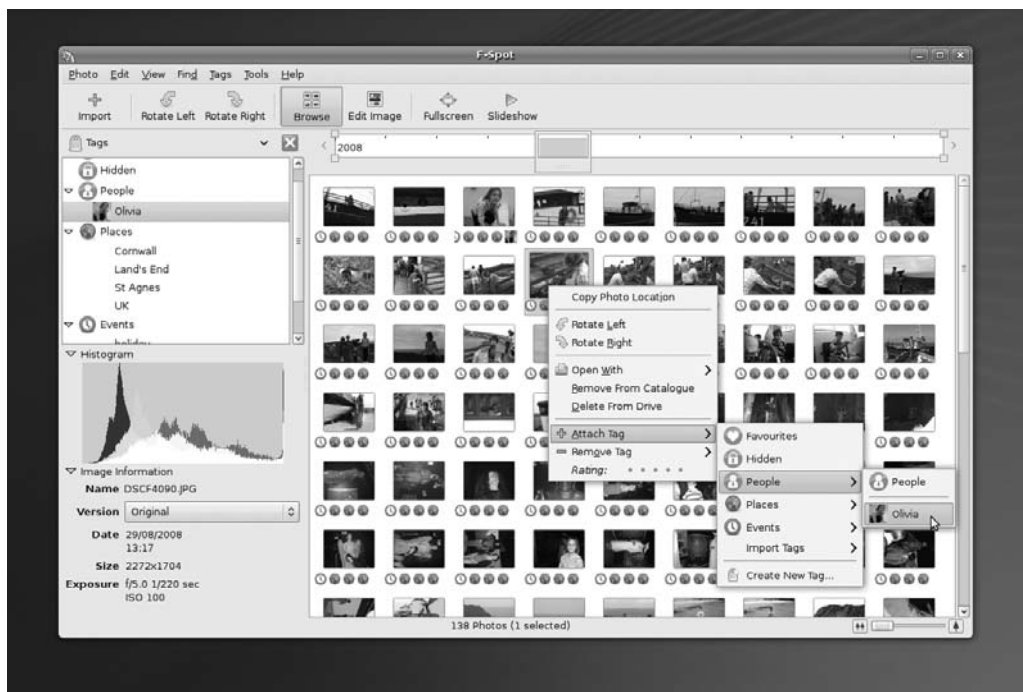 F-Spot
Photo Edit View Find Tags Tools Help
Import Rotate Left Rotate Right Browse Edit Image Fullscreen Slideshow
Tags
2008
Hidden
People
Olivia
Places
Cornwall
Land's End
St Agnes
UK
Events
holiday
Histogram
Image Information
Name DSCF4090.JPG
Version Original
Date 29/08/2008
13:17
Size 2272x1704
Exposure f/5.0 1/220 sec
ISO 100
241
Copy Photo Location
Rotate Left
Rotate Right
Open With
Remove From Catalogue
Delete From Drive
Attach Tag
Remove Tag
Rating:
Favourites
Hidden
People
Places
Events
Import Tags
Create New Tag...
People
Olivia
138 Photos (1 selected)